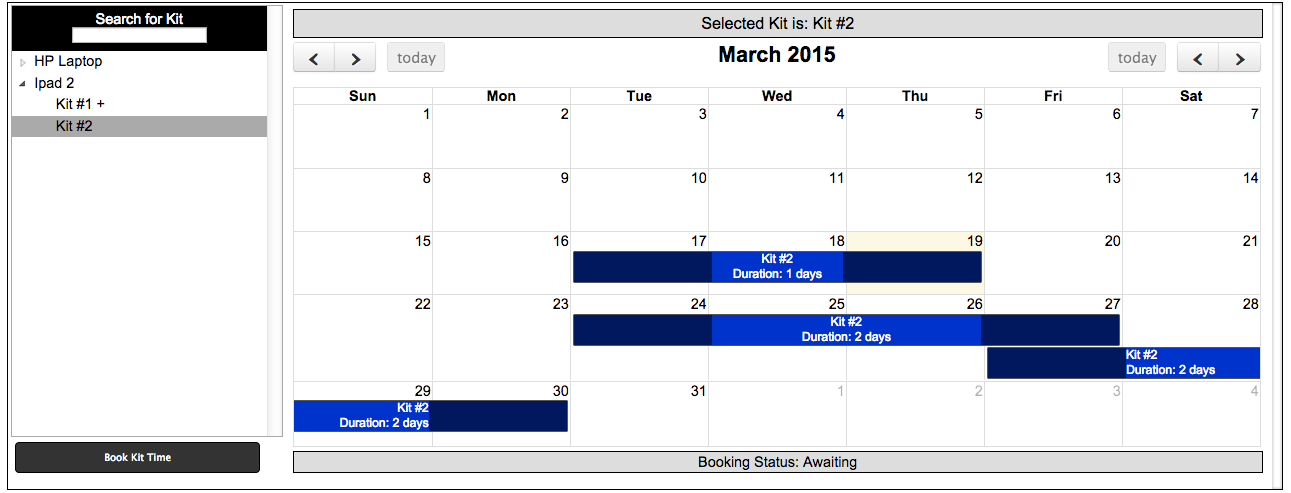 Search for Kit
HP Laptop
Ipad 2
Kit #1 +
Kit #2
Book Kit Time
Selected Kit is: Kit #2
today
March 2015
today
Sun Mon Tue Wed Thu Fri Sat
1 2 3 4 5 6 7
8 9 10 11 12 13 14
15 16 17 18 19 20 21
Kit #2
Duration: 1 days
22 23 24 25 26 27 28
Kit #2
Duration: 2 days
Kit #2
Duration: 2 days
29 30 31 1 2 3 4
Kit #2
Duration: 2 days
Booking Status: Awaiting